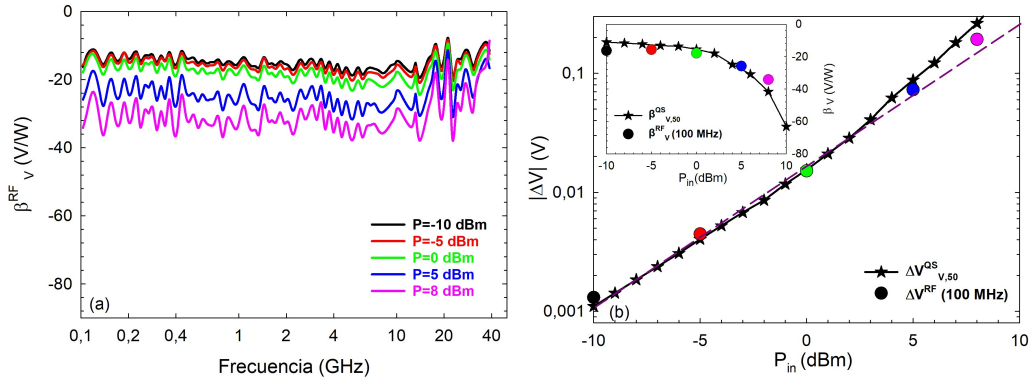 0
-20
-40
-60
-80
β^RF_V (V/W)
P=-10 dBm
P=-5 dBm
P=0 dBm
P=5 dBm
P=8 dBm
(a)
0,1 0,2 0,4 1 2 4 10 20 40
Frecuencia (GHz)
0,1
0,01
0,001
|ΔV| (V)
0
-20
-40
-60
-80
β_V (V/W)
β^QS_V,50
β^RF_V (100 MHz)
-10 -5 0 5 10
P_in (dBm)
ΔV^QS_V,50
ΔV^RF (100 MHz)
(b)
-10 -5 0 5 10
P_in (dBm)